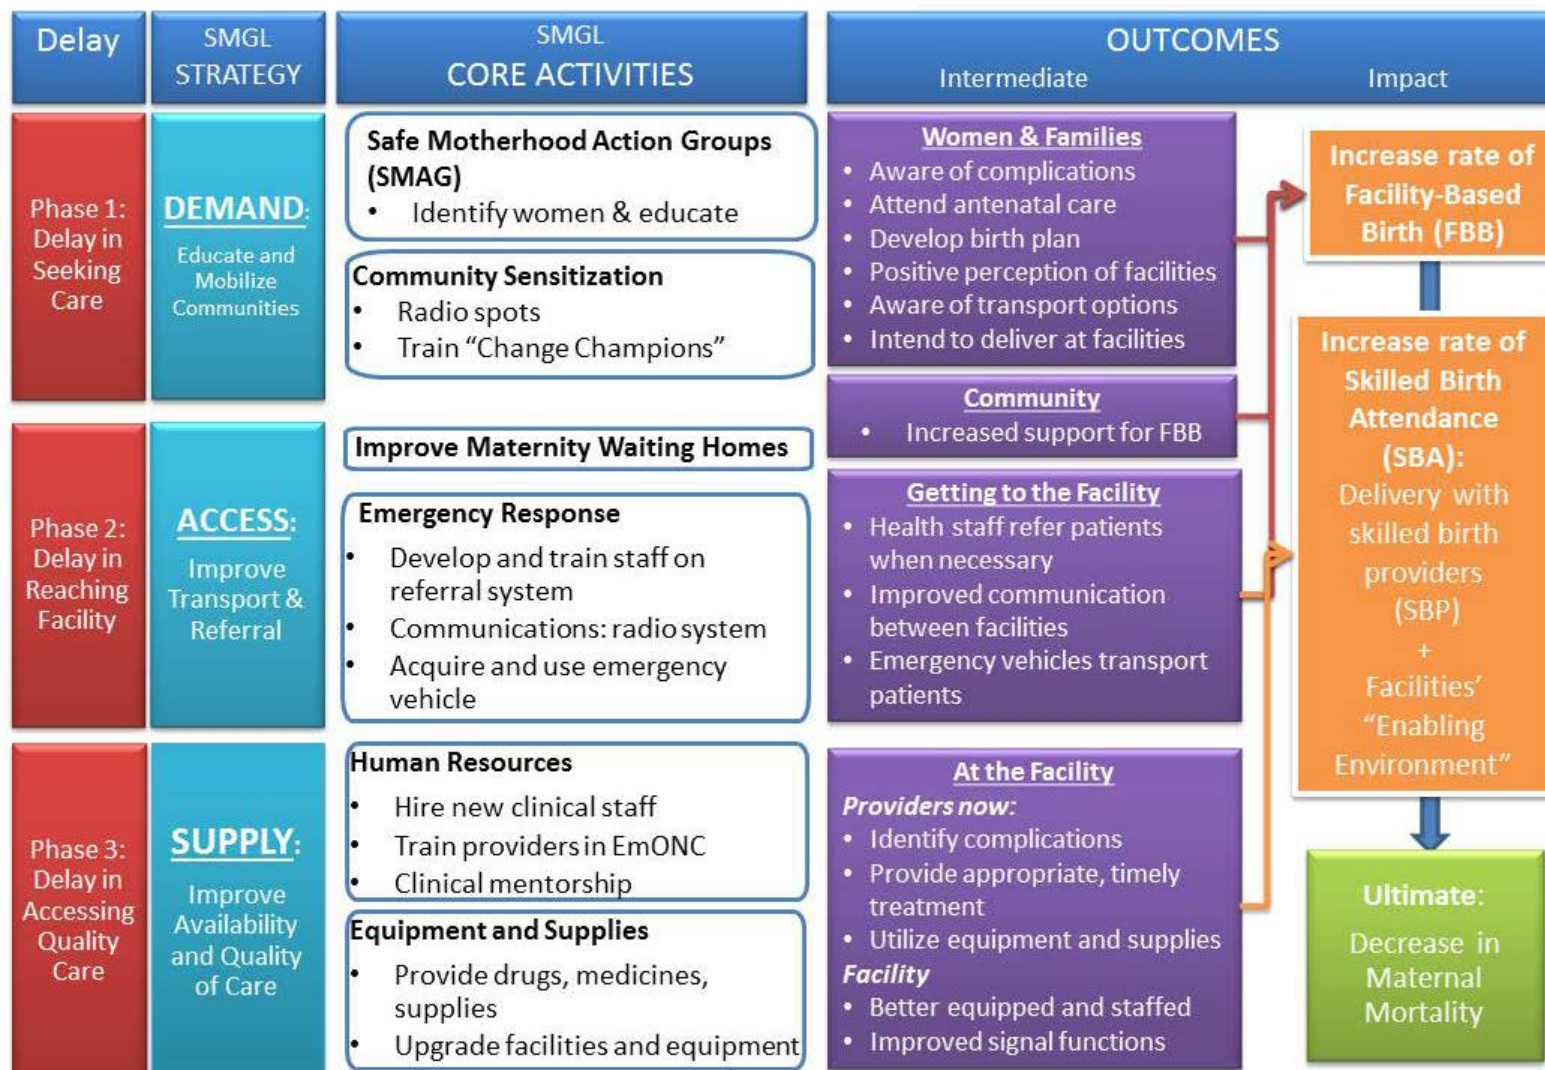 Delay
SMGL
STRATEGY
SMGL
CORE ACTIVITIES
OUTCOMES
Intermediate
Impact
Phase 1:
Delay in
Seeking
Care
DEMAND:
Educate and
Mobilize
Communities
Safe Motherhood Action Groups
(SMAG)
• Identify women & educate
Community Sensitization
• Radio spots
• Train “Change Champions”
Women & Families
• Aware of complications
• Attend antenatal care
• Develop birth plan
• Positive perception of facilities
• Aware of transport options
• Intend to deliver at facilities
Community
• Increased support for FBB
Phase 2:
Delay in
Reaching
Facility
ACCESS:
Improve
Transport &
Referral
Improve Maternity Waiting Homes
Emergency Response
• Develop and train staff on
referral system
• Communications: radio system
• Acquire and use emergency
vehicle
Getting to the Facility
• Health staff refer patients
when necessary
• Improved communication
between facilities
• Emergency vehicles transport
patients
Phase 3:
Delay in
Accessing
Quality
Care
SUPPLY:
Improve
Availability
and Quality
of Care
Human Resources
• Hire new clinical staff
• Train providers in EmONC
• Clinical mentorship
Equipment and Supplies
• Provide drugs, medicines,
supplies
• Upgrade facilities and equipment
At the Facility
Providers now:
• Identify complications
• Provide appropriate, timely
treatment
• Utilize equipment and supplies
Facility
• Better equipped and staffed
• Improved signal functions
Increase rate of
Facility-Based
Birth (FBB)
Increase rate of
Skilled Birth
Attendance
(SBA):
Delivery with
skilled birth
providers
(SBP)
+
Facilities’
“Enabling
Environment”
Ultimate:
Decrease in
Maternal
Mortality